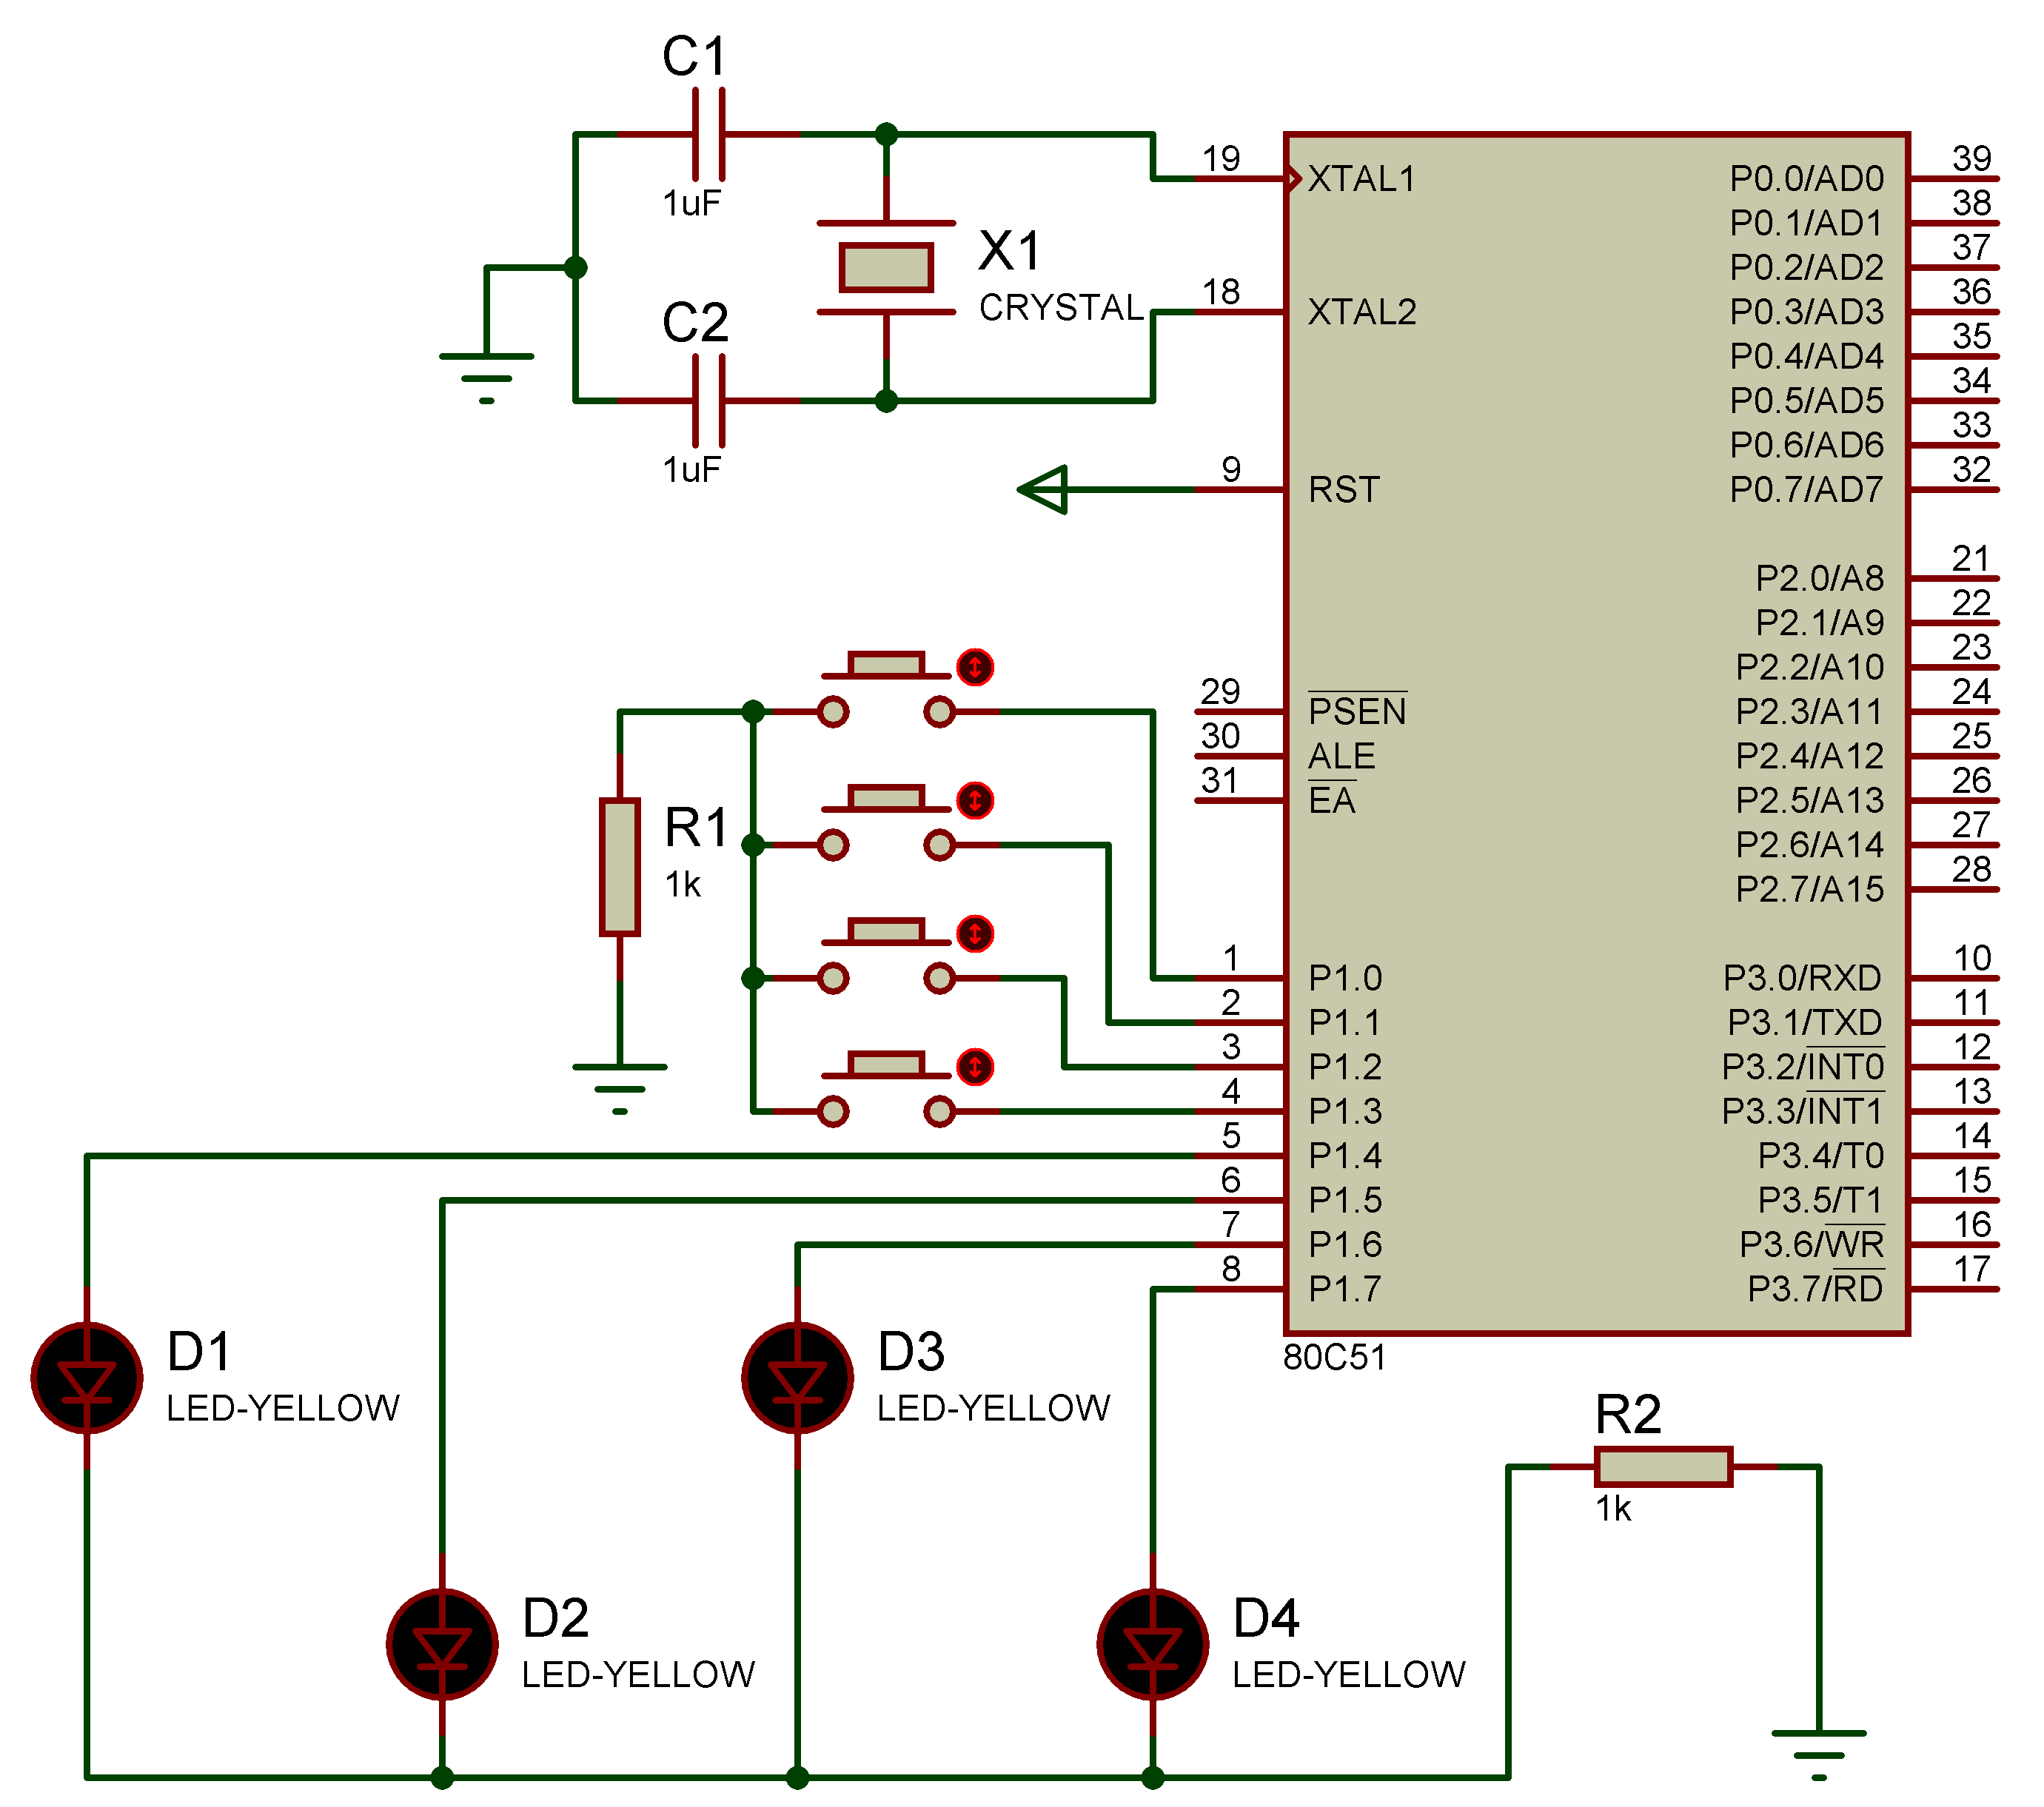 C1
1uF
X1
CRYSTAL
C2
1uF
19
XTAL1
18
XTAL2
9
RST
29
PSEN
30
ALE
31
EA
R1
1k
1
P1.0
2
P1.1
3
P1.2
4
P1.3
5
P1.4
6
P1.5
7
P1.6
8
P1.7
P0.0/AD0
39
P0.1/AD1
38
P0.2/AD2
37
P0.3/AD3
36
P0.4/AD4
35
P0.5/AD5
34
P0.6/AD6
33
P0.7/AD7
32
P2.0/A8
21
P2.1/A9
22
P2.2/A10
23
P2.3/A11
24
P2.4/A12
25
P2.5/A13
26
P2.6/A14
27
P2.7/A15
28
P3.0/RXD
10
P3.1/TXD
11
P3.2/INT0
12
P3.3/INT1
13
P3.4/T0
14
P3.5/T1
15
P3.6/WR
16
P3.7/RD
17
80C51
D1
LED-YELLOW
D3
LED-YELLOW
R2
1k
D2
LED-YELLOW
D4
LED-YELLOW